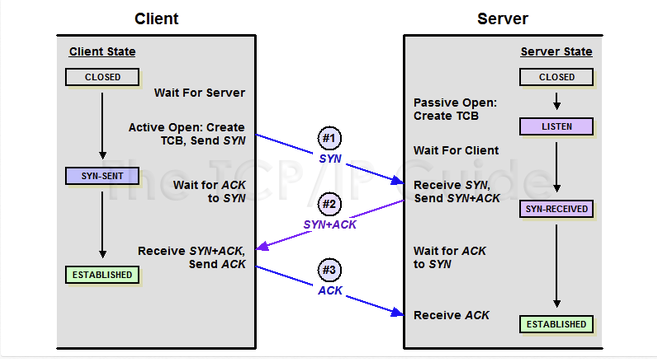 Client
Server
Client State
Server State
CLOSED
CLOSED
Wait For Server
Passive Open:
Create TCB
Active Open: Create
TCB, Send SYN
#1
SYN
LISTEN
Wait For Client
SYN-SENT
Wait for ACK
to SYN
The TCP/IP Guide
Receive SYN,
Send SYN+ACK
#2
SYN+ACK
SYN-RECEIVED
Receive SYN+ACK,
Send ACK
Wait for ACK
to SYN
ESTABLISHED
#3
ACK
Receive ACK
ESTABLISHED